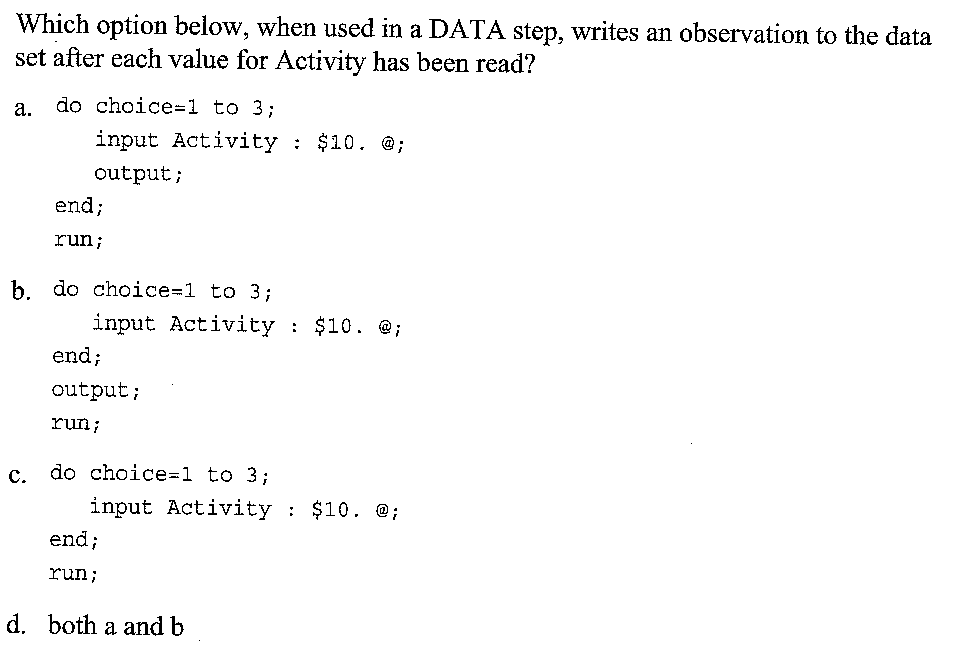 Which option below, when used in a DATA step, writes an observation to the data
set after each value for Activity has been read?
a. do choice=1 to 3;
input Activity : $10. @;
output;
end;
run;
b. do choice=1 to 3;
input Activity : $10. @;
end;
output;
run;
c. do choice=1 to 3;
input Activity : $10. @;
end;
run;
d. both a and b